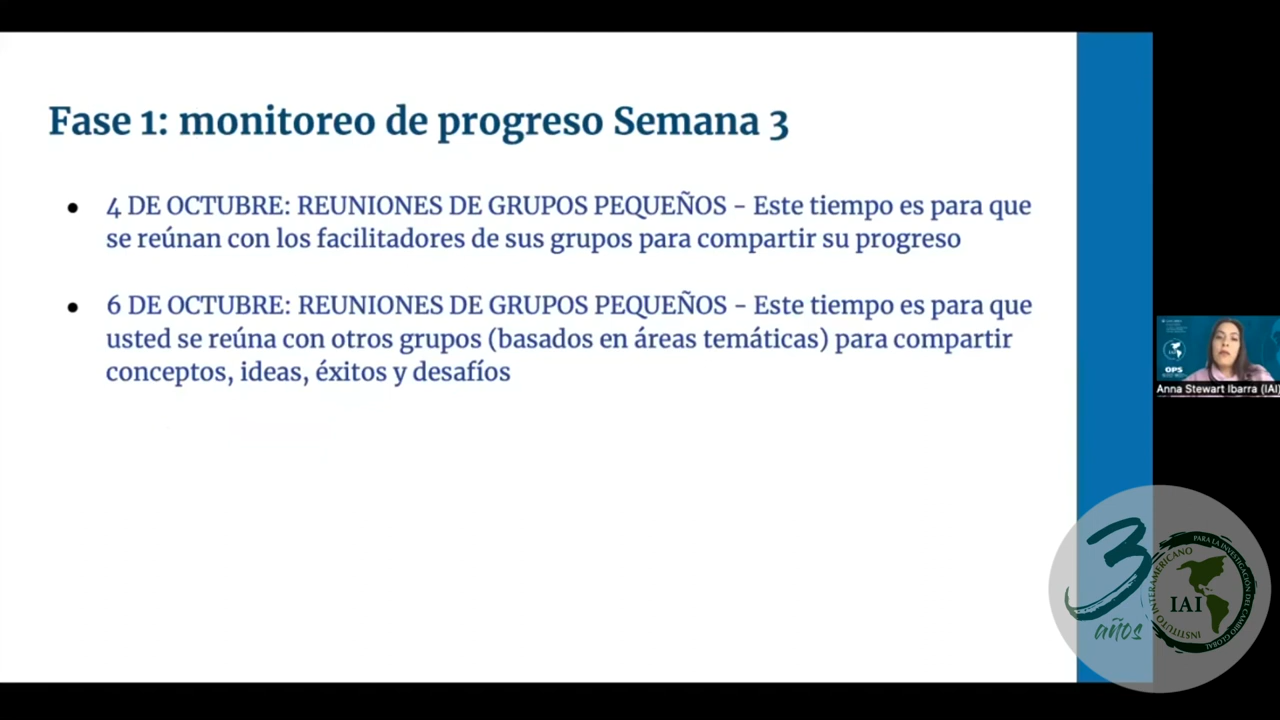 Fase 1: monitoreo de progreso Semana 3
4 DE OCTUBRE: REUNIONES DE GRUPOS PEQUEÑOS - Este tiempo es para que
se reúnan con los facilitadores de sus grupos para compartir su progreso
6 DE OCTUBRE: REUNIONES DE GRUPOS PEQUEÑOS - Este tiempo es para que
usted se reúna con otros grupos (basados en áreas temáticas) para compartir
conceptos, ideas, éxitos y desafíos
OPS
Anna Stewart Ibarra (IAI)
30 años
INSTITUTO INTERAMERICANO
PARA LA INVESTIGACIÓN DEL CAMBIO GLOBAL
IAI